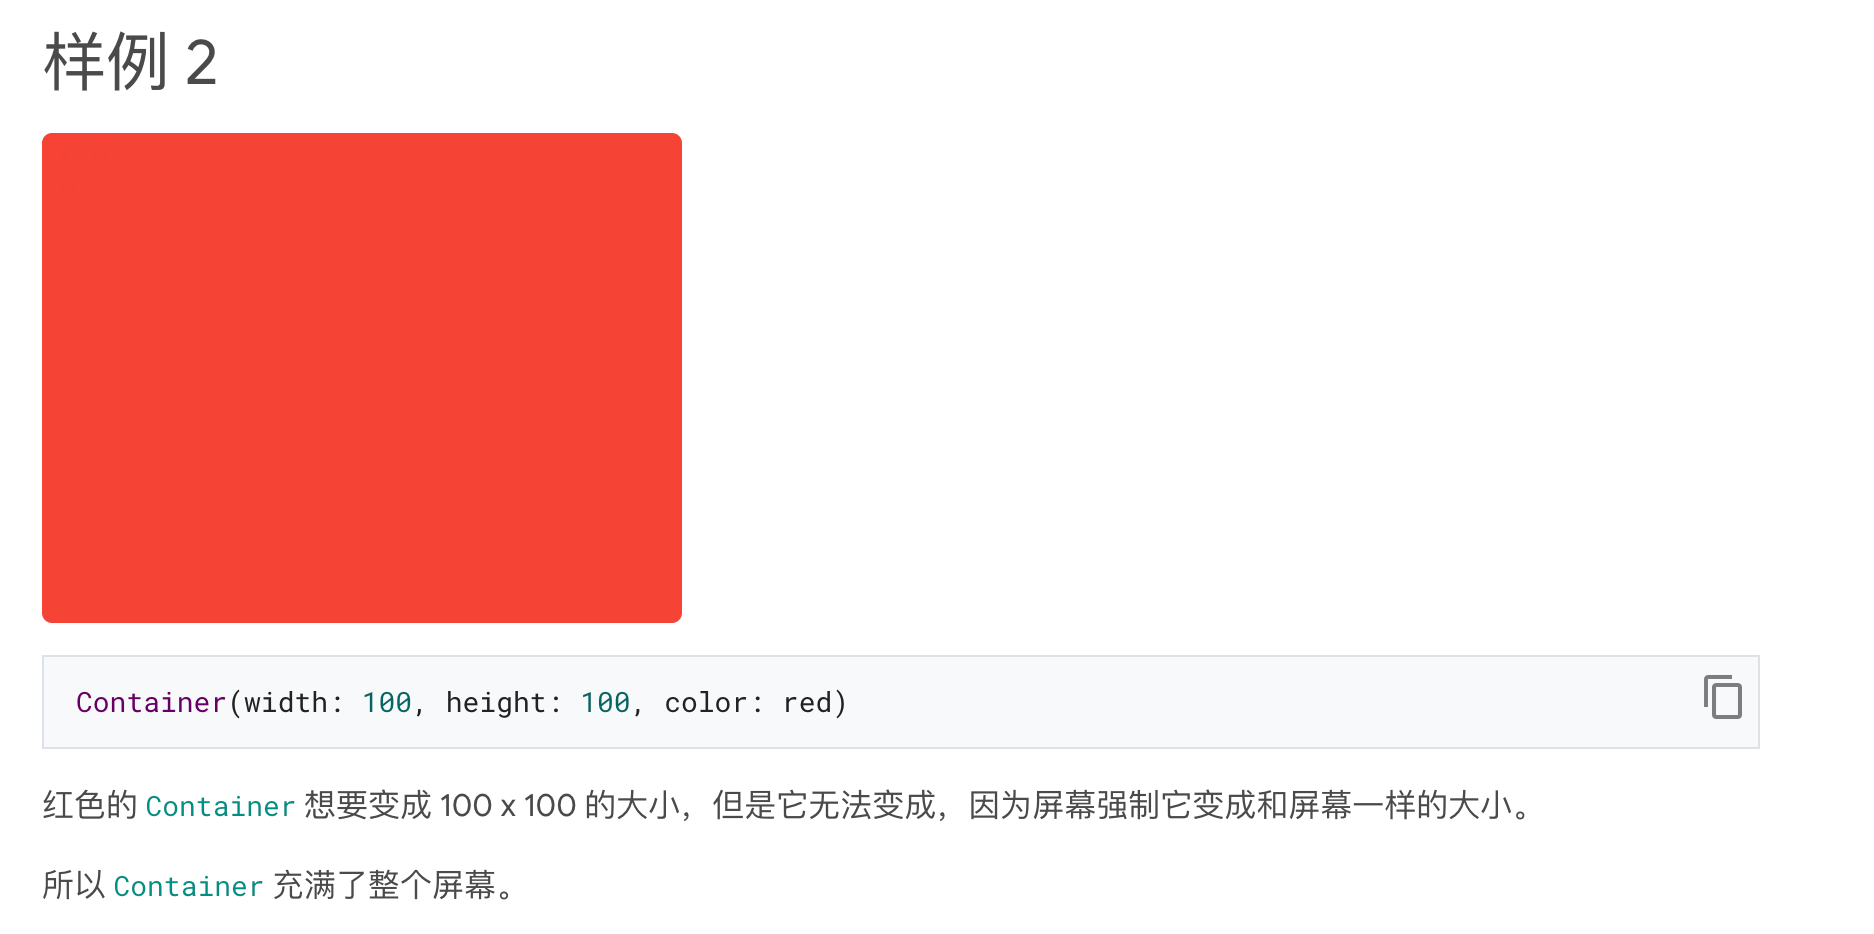 样例 2
Container(width: 100, height: 100, color: red)
红色的 Container 想要变成 100 x 100 的大小，但是它无法变成，因为屏幕强制它变成和屏幕一样的大小。
所以 Container 充满了整个屏幕。